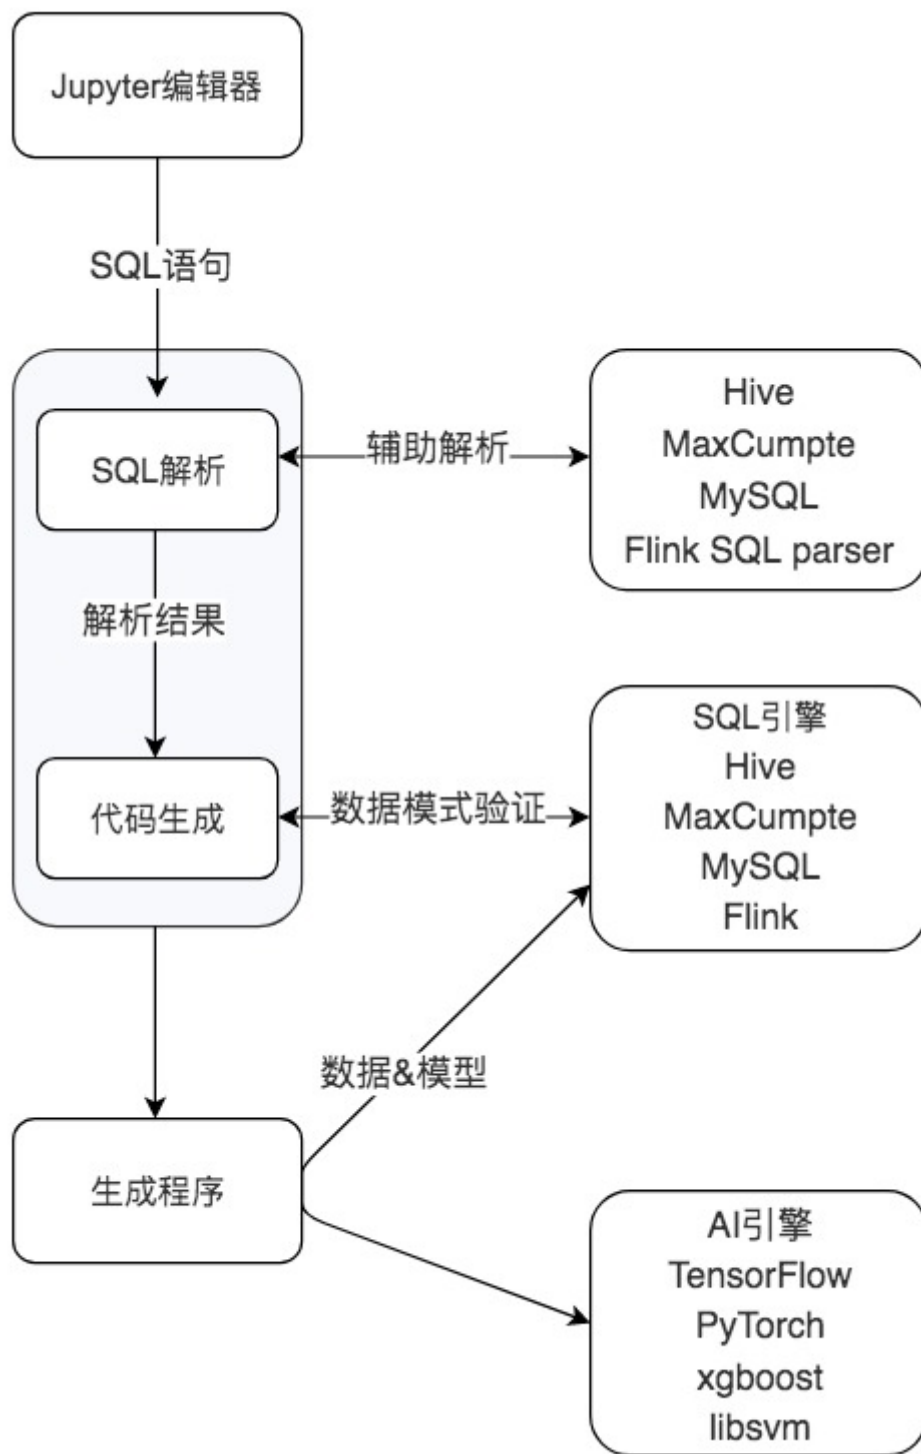 Jupyter编辑器
SQL语句
SQL解析
辅助解析
Hive
MaxCumpte
MySQL
Flink SQL parser
解析结果
代码生成
数据模式验证
SQL引擎
Hive
MaxCumpte
MySQL
Flink
数据&模型
生成程序
AI引擎
TensorFlow
PyTorch
xgboost
libsvm